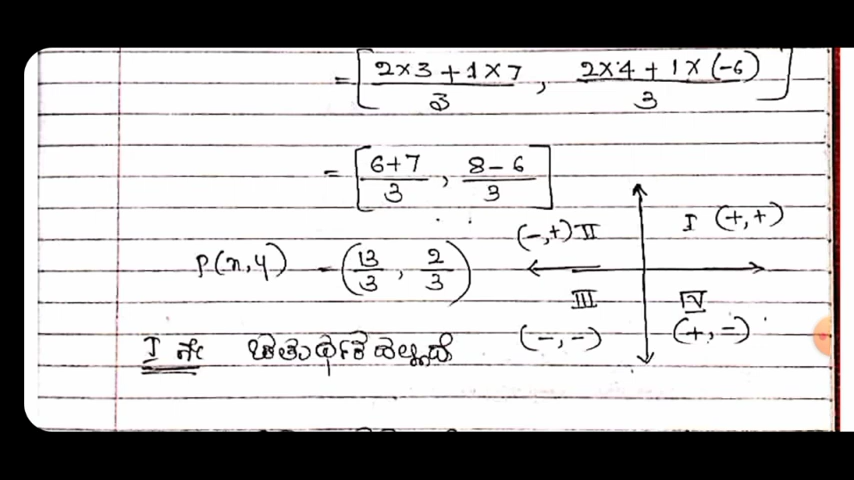 = [ 2×3 + 1×7 / 3 , 2×4 + 1×(-6) / 3 ]
= [ 6+7 / 3 , 8-6 / 3 ]
(-,+) II I (+,+)
P(x,y) = ( 13/3 , 2/3 )
III IV
(-,-) (+,-)
I ನೇ